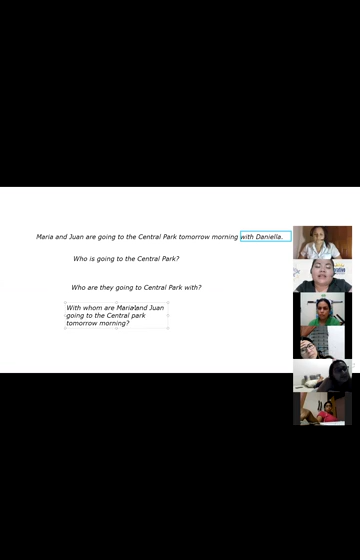 Maria and Juan are going to the Central Park tomorrow morning with Daniella.
Who is going to the Central Park?
Who are they going to Central Park with?
With whom are Maria and Juan
going to the Central park
tomorrow morning?